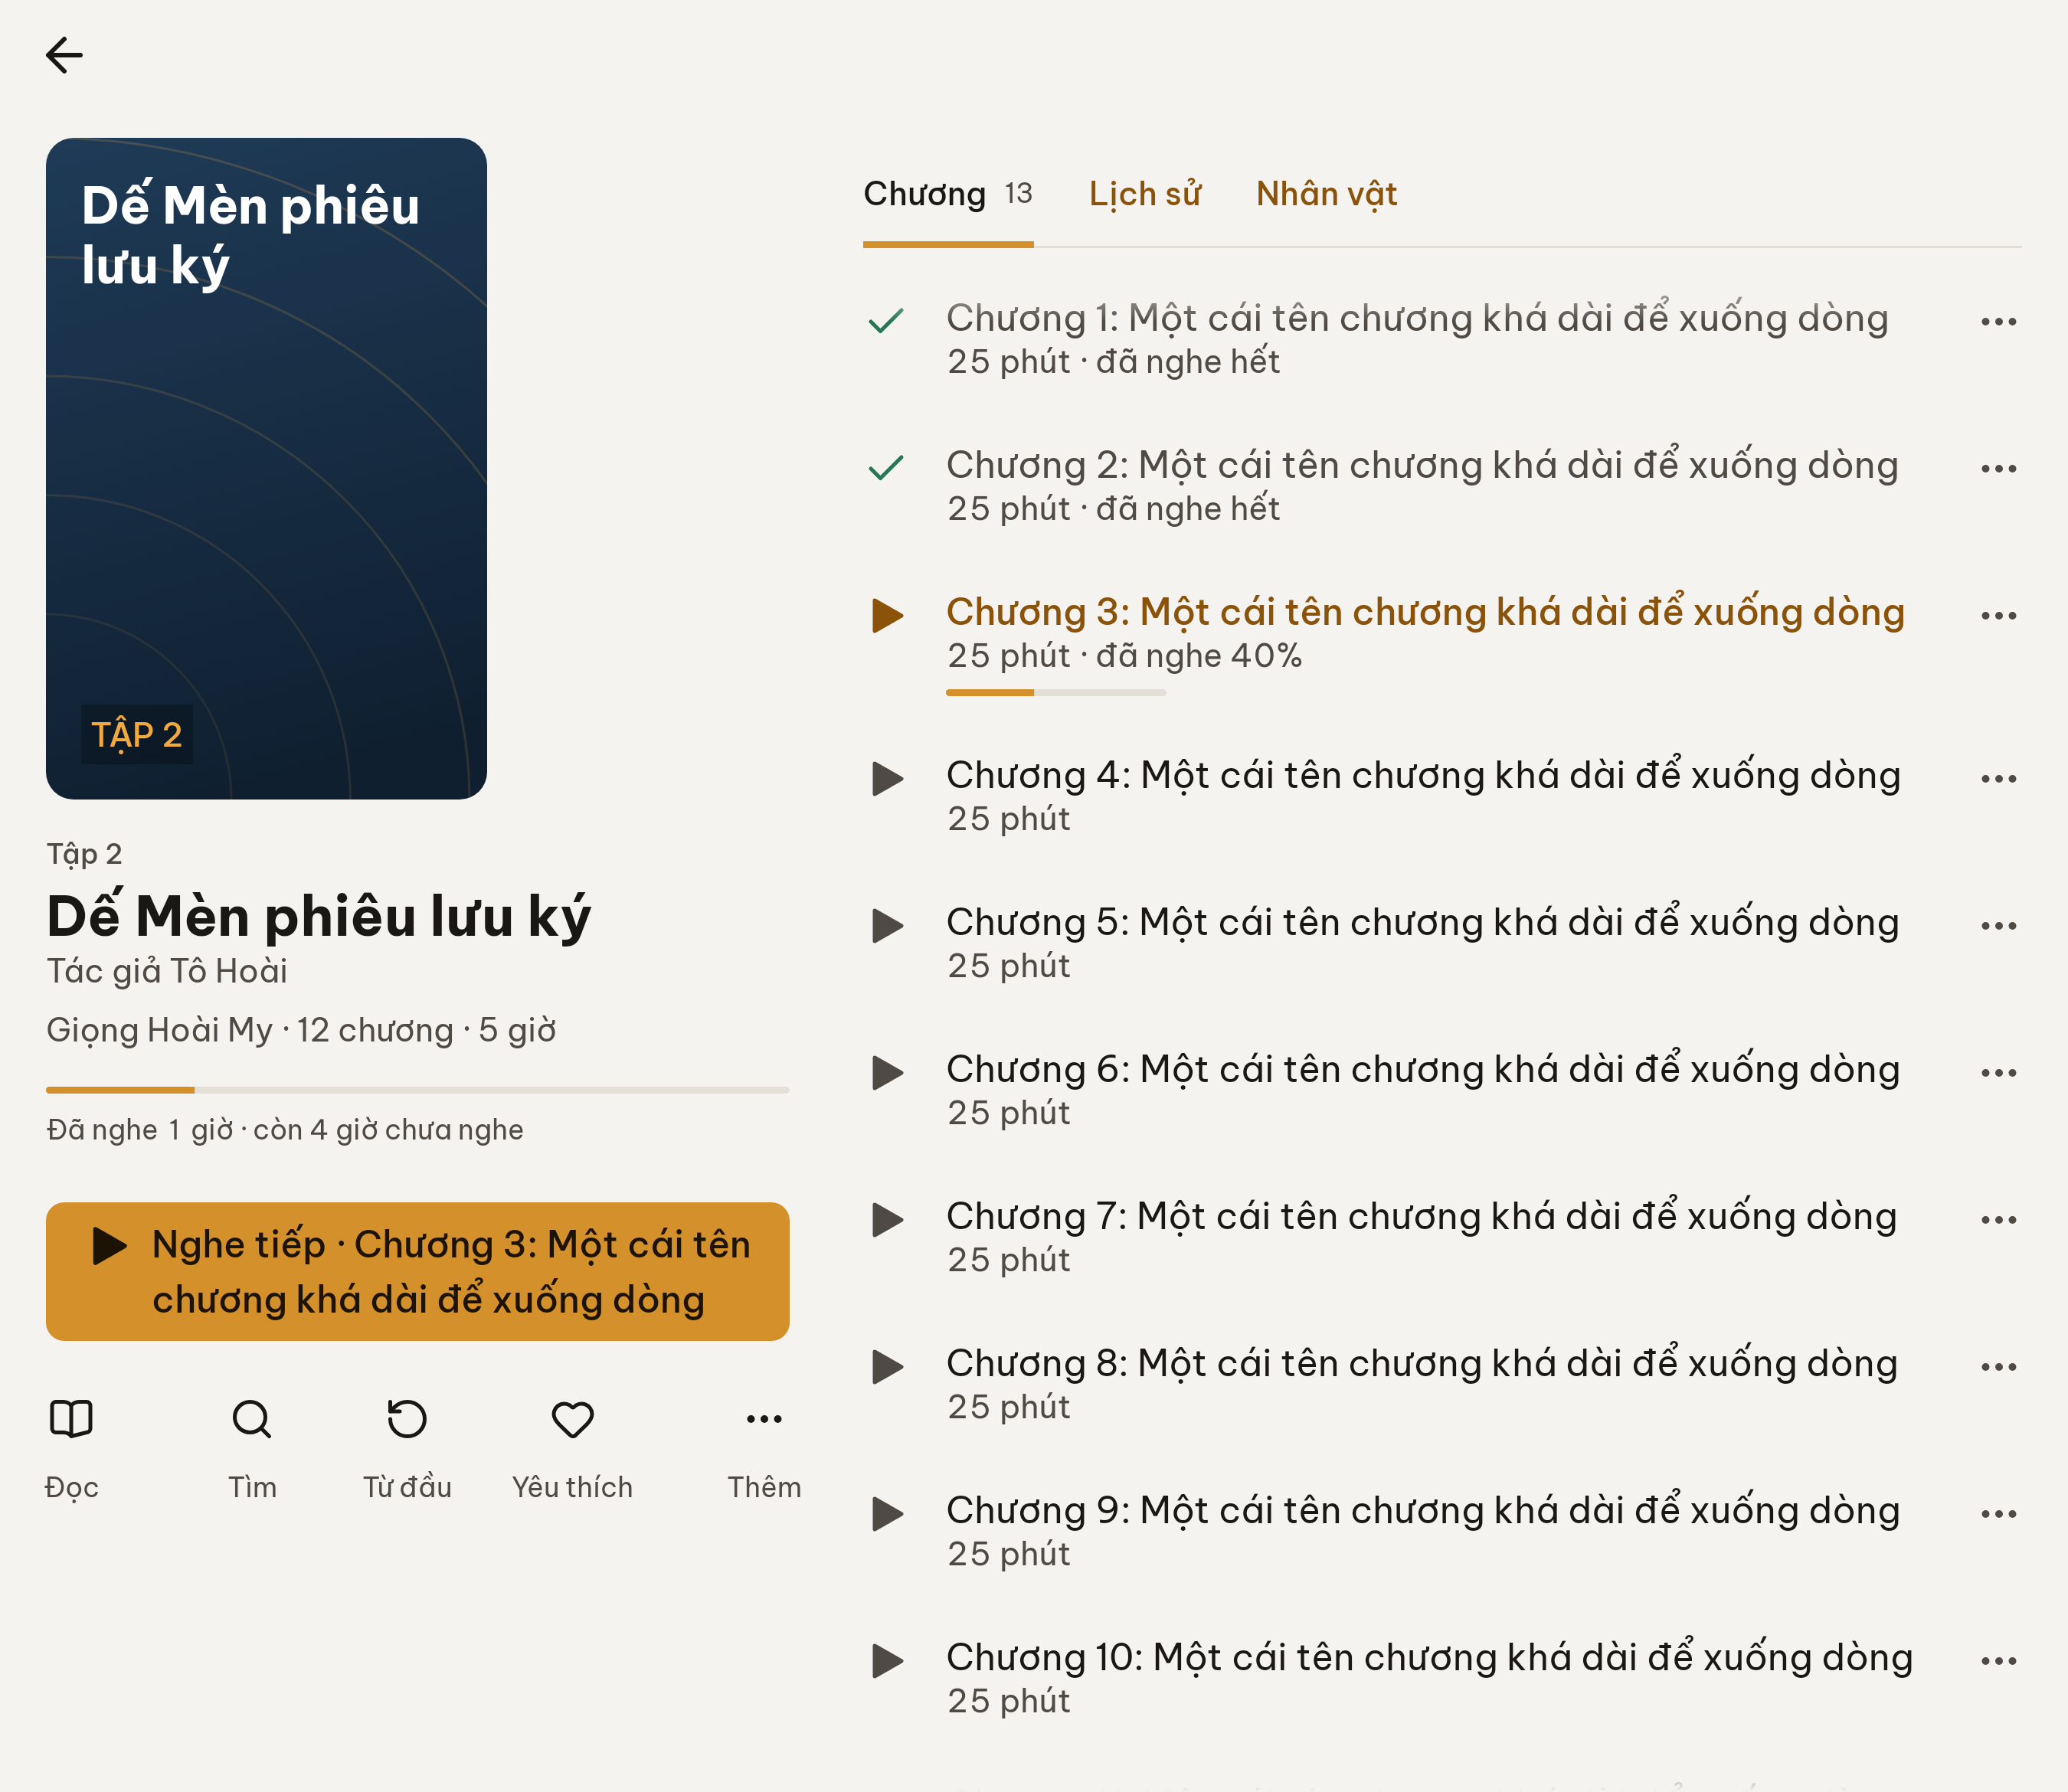 Dế Mèn phiêu
lưu ký
TẬP 2
Tập 2
Dế Mèn phiêu lưu ký
Tác giả Tô Hoài
Giọng Hoài My · 12 chương · 5 giờ
Đã nghe 1 giờ · còn 4 giờ chưa nghe
Nghe tiếp · Chương 3: Một cái tên
chương khá dài để xuống dòng
Đọc Tìm Từ đầu Yêu thích Thêm
Chương 13 Lịch sử Nhân vật
Chương 1: Một cái tên chương khá dài để xuống dòng
25 phút · đã nghe hết
Chương 2: Một cái tên chương khá dài để xuống dòng
25 phút · đã nghe hết
Chương 3: Một cái tên chương khá dài để xuống dòng
25 phút · đã nghe 40%
Chương 4: Một cái tên chương khá dài để xuống dòng
25 phút
Chương 5: Một cái tên chương khá dài để xuống dòng
25 phút
Chương 6: Một cái tên chương khá dài để xuống dòng
25 phút
Chương 7: Một cái tên chương khá dài để xuống dòng
25 phút
Chương 8: Một cái tên chương khá dài để xuống dòng
25 phút
Chương 9: Một cái tên chương khá dài để xuống dòng
25 phút
Chương 10: Một cái tên chương khá dài để xuống dòng
25 phút